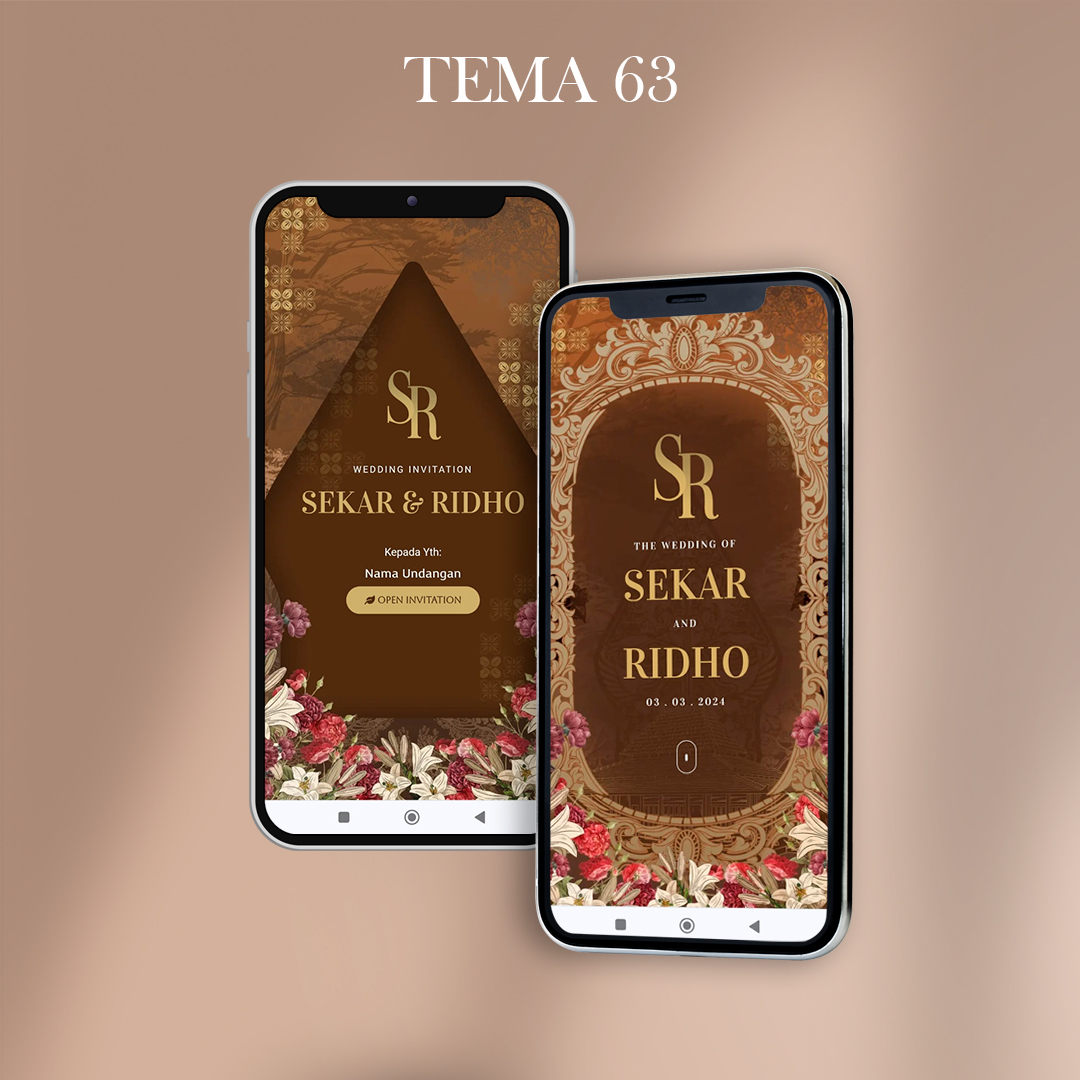 TEMA 63
SR
WEDDING INVITATION
SEKAR & RIDHO
Kepada Yth:
Nama Undangan
OPEN INVITATION
SR
THE WEDDING OF
SEKAR
AND
RIDHO
03 . 03 . 2024